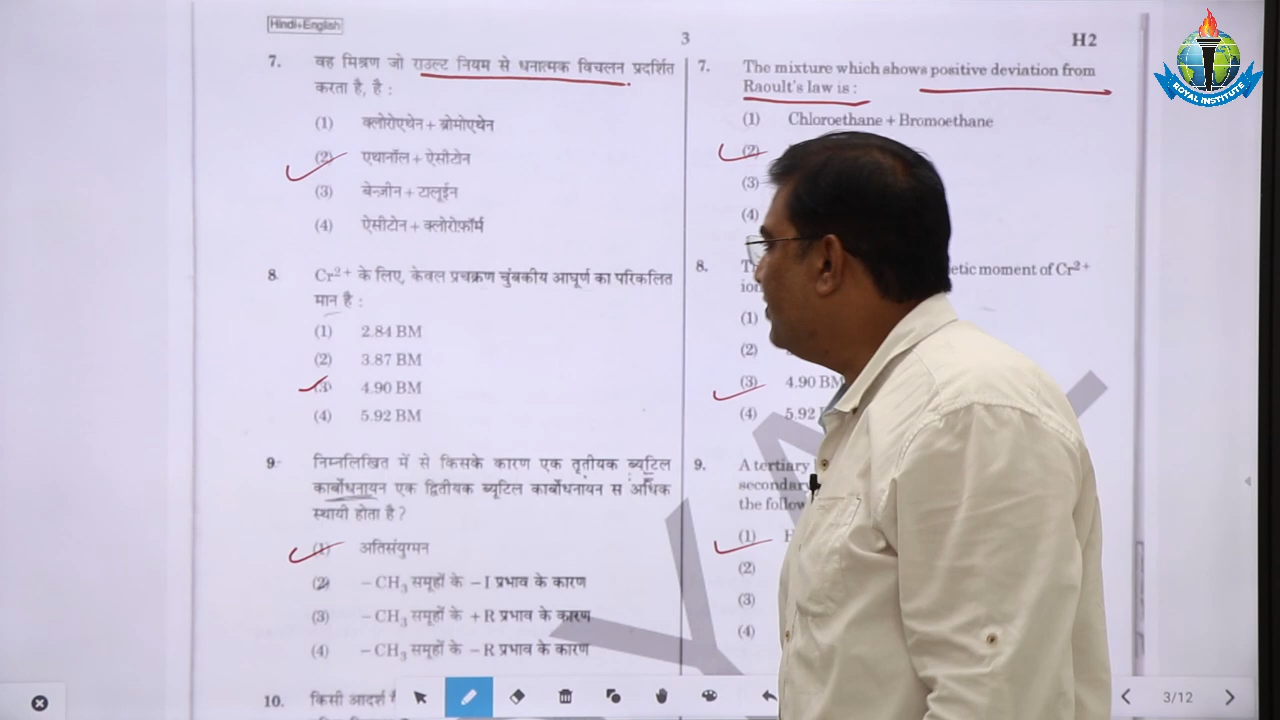 Hindi+English
3
H2
ROYAL INSTITUTE
7. वह मिश्रण जो राउल्ट नियम से धनात्मक विचलन प्रदर्शित
करता है, है :
(1) क्लोरोएथेन + ब्रोमोएथेन
(2) एथानॉल + ऐसीटोन
(3) बेन्ज़ीन + टालूईन
(4) ऐसीटोन + क्लोरोफ़ॉर्म
8. Cr²⁺ के लिए, केवल प्रचक्रण चुंबकीय आघूर्ण का परिकलित
मान है :
(1) 2.84 BM
(2) 3.87 BM
(3) 4.90 BM
(4) 5.92 BM
9. निम्नलिखित में से किसके कारण एक तृतीयक ब्यूटिल
कार्बोधनायन एक द्वितीयक ब्यूटिल कार्बोधनायन से अधिक
स्थायी होता है ?
(1) अतिसंयुग्मन
(2) – CH₃ समूहों के – I प्रभाव के कारण
(3) – CH₃ समूहों के + R प्रभाव के कारण
(4) – CH₃ समूहों के – R प्रभाव के कारण
10. किसी आदर्श
7. The mixture which shows positive deviation from
Raoult's law is :
(1) Chloroethane + Bromoethane
(2)
(3)
(4)
8. etic moment of Cr²⁺
ion
(1)
(2)
(3) 4.90 BM
(4) 5.92
9. A tertiary
secondary
the follow
(1) H
(2)
(3)
(4)
3/12